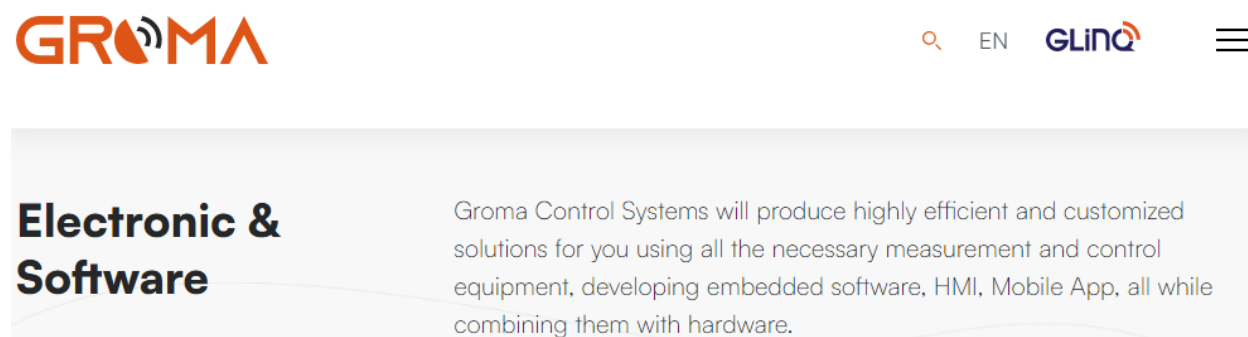 GROMA
EN
GLINQ
Electronic &
Software
Groma Control Systems will produce highly efficient and customized
solutions for you using all the necessary measurement and control
equipment, developing embedded software, HMI, Mobile App, all while
combining them with hardware.